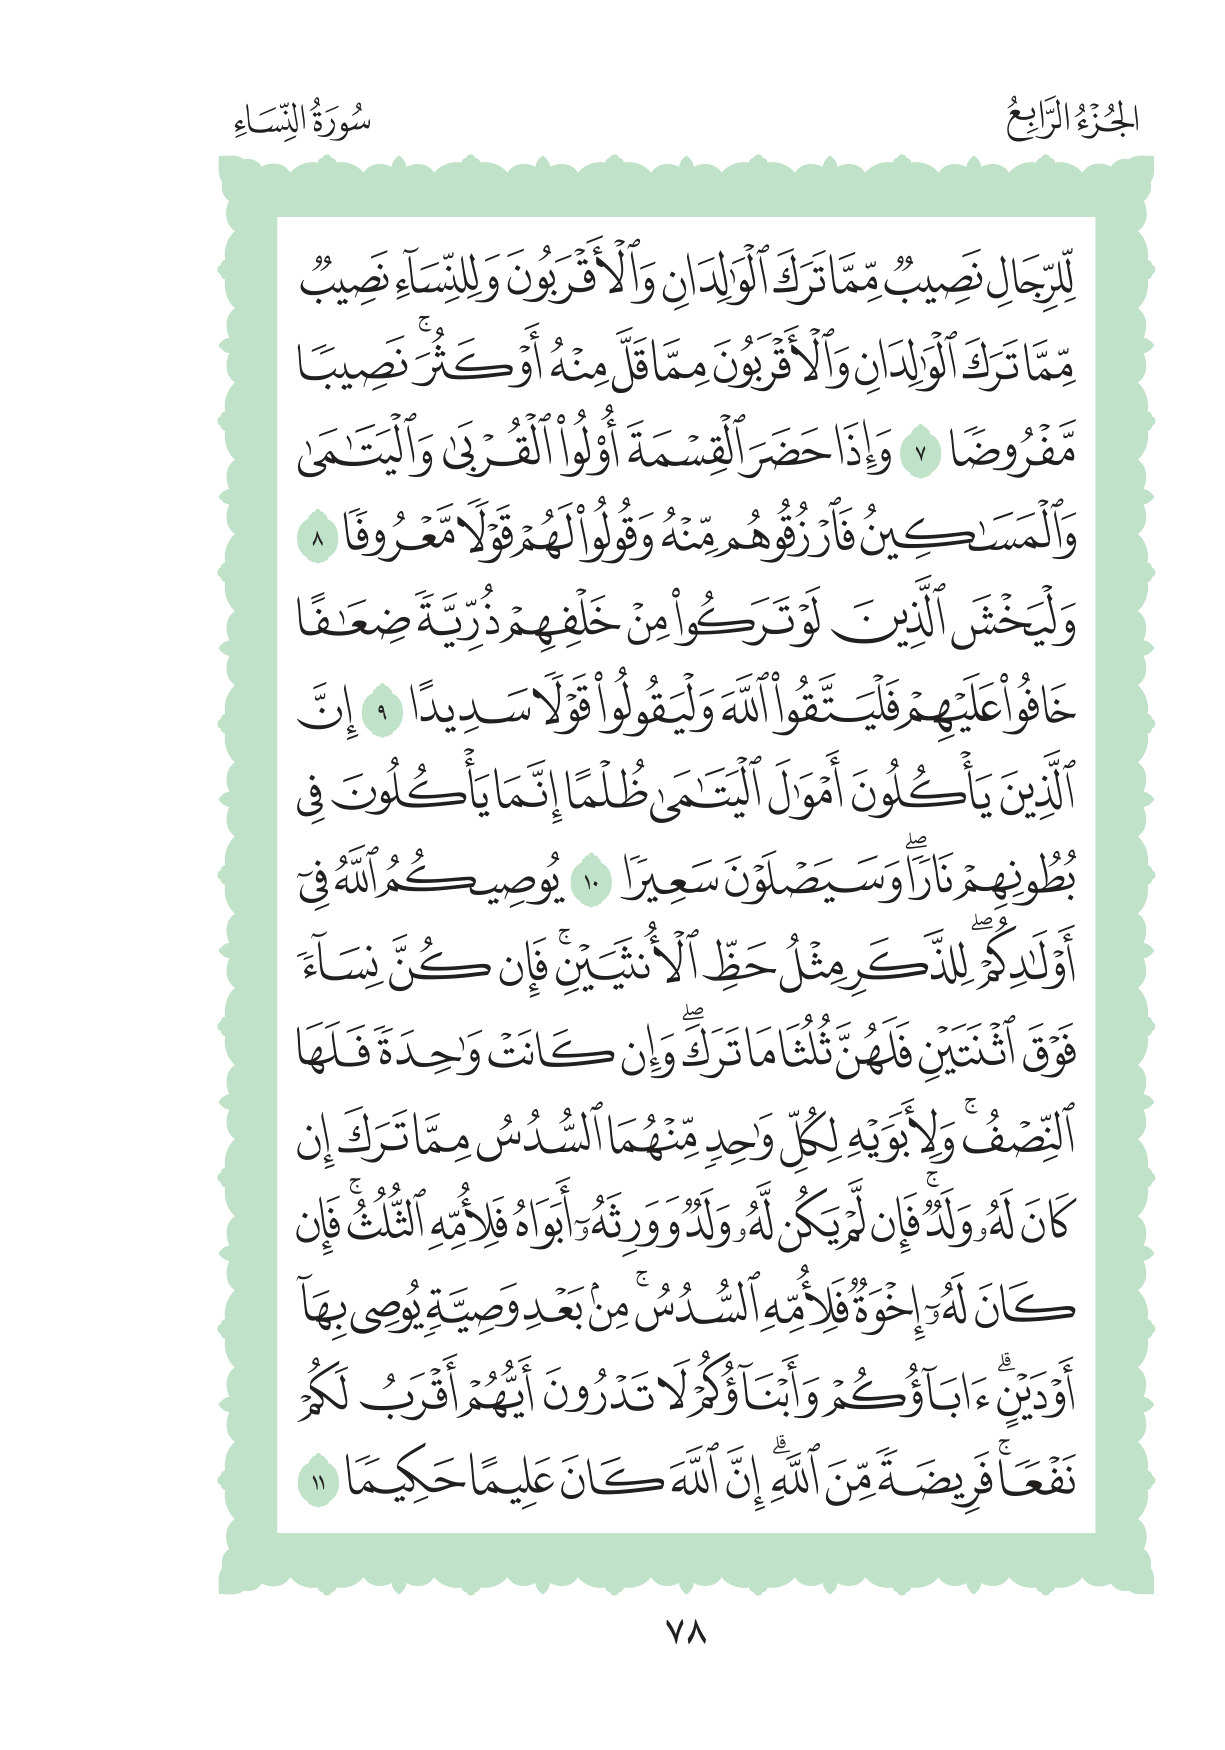 الجُزْءُ الرَّابِعُ
سُورَةُ النِّسَاءِ
لِّلرِّجَالِ نَصِيبٌ مِّمَّا تَرَكَ ٱلْوَٰلِدَانِ وَٱلْأَقْرَبُونَ وَلِلنِّسَآءِ نَصِيبٌ
مِّمَّا تَرَكَ ٱلْوَٰلِدَانِ وَٱلْأَقْرَبُونَ مِمَّا قَلَّ مِنْهُ أَوْ كَثُرَ ۚ نَصِيبًا
مَّفْرُوضًا ٧ وَإِذَا حَضَرَ ٱلْقِسْمَةَ أُو۟لُوا۟ ٱلْقُرْبَىٰ وَٱلْيَتَـٰمَىٰ
وَٱلْمَسَـٰكِينُ فَٱرْزُقُوهُم مِّنْهُ وَقُولُوا۟ لَهُمْ قَوْلًا مَّعْرُوفًا ٨
وَلْيَخْشَ ٱلَّذِينَ لَوْ تَرَكُوا۟ مِنْ خَلْفِهِمْ ذُرِّيَّةً ضِعَـٰفًا
خَافُوا۟ عَلَيْهِمْ فَلْيَتَّقُوا۟ ٱللَّهَ وَلْيَقُولُوا۟ قَوْلًا سَدِيدًا ٩ إِنَّ
ٱلَّذِينَ يَأْكُلُونَ أَمْوَٰلَ ٱلْيَتَـٰمَىٰ ظُلْمًا إِنَّمَا يَأْكُلُونَ فِى
بُطُونِهِمْ نَارًا ۖ وَسَيَصْلَوْنَ سَعِيرًا ١٠ يُوصِيكُمُ ٱللَّهُ فِىٓ
أَوْلَـٰدِكُمْ ۖ لِلذَّكَرِ مِثْلُ حَظِّ ٱلْأُنثَيَيْنِ ۚ فَإِن كُنَّ نِسَآءً
فَوْقَ ٱثْنَتَيْنِ فَلَهُنَّ ثُلُثَا مَا تَرَكَ ۖ وَإِن كَانَتْ وَٰحِدَةً فَلَهَا
ٱلنِّصْفُ ۚ وَلِأَبَوَيْهِ لِكُلِّ وَٰحِدٍ مِّنْهُمَا ٱلسُّدُسُ مِمَّا تَرَكَ إِن
كَانَ لَهُۥ وَلَدٌ ۚ فَإِن لَّمْ يَكُن لَّهُۥ وَلَدٌ وَوَرِثَهُۥٓ أَبَوَاهُ فَلِأُمِّهِ ٱلثُّلُثُ ۚ فَإِن
كَانَ لَهُۥٓ إِخْوَةٌ فَلِأُمِّهِ ٱلسُّدُسُ ۚ مِنۢ بَعْدِ وَصِيَّةٍ يُوصِى بِهَآ
أَوْ دَيْنٍ ۗ ءَابَآؤُكُمْ وَأَبْنَآؤُكُمْ لَا تَدْرُونَ أَيُّهُمْ أَقْرَبُ لَكُمْ
نَفْعًا ۚ فَرِيضَةً مِّنَ ٱللَّهِ ۗ إِنَّ ٱللَّهَ كَانَ عَلِيمًا حَكِيمًا ١١
٧٨